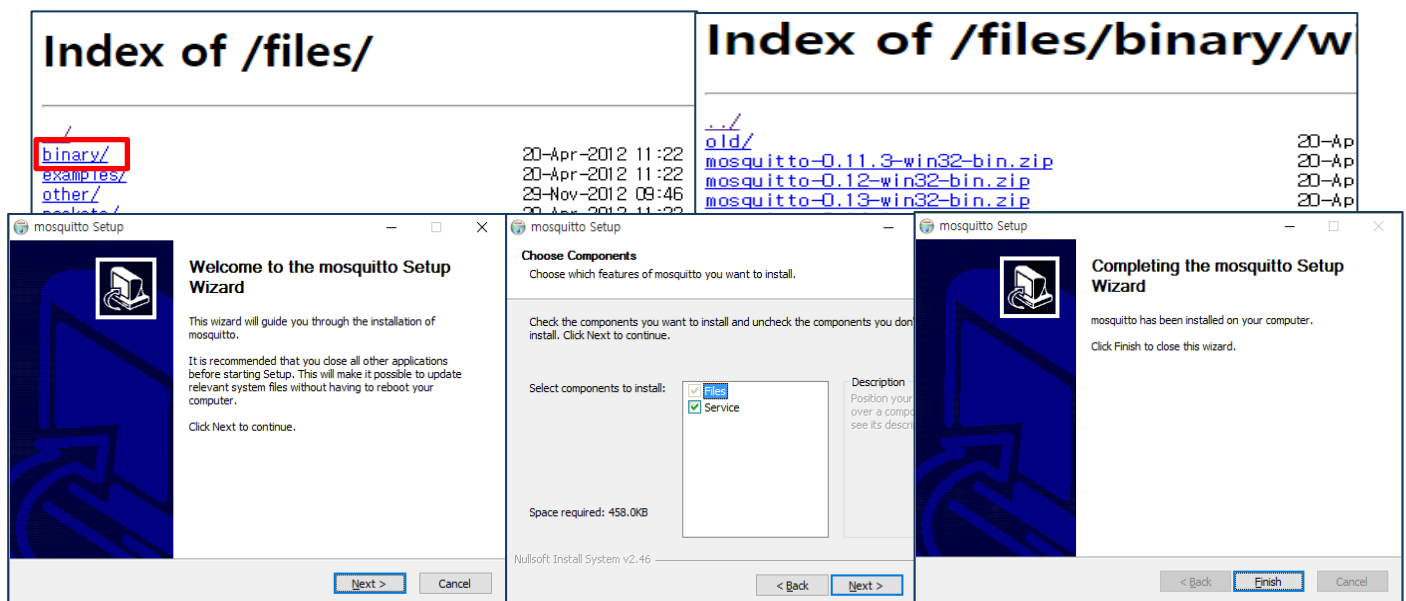 Index of /files/
../
binary/ 20-Apr-2012 11:22
examples/ 20-Apr-2012 11:22
other/ 29-Nov-2012 09:46
Index of /files/binary/wi
../
old/ 20-Ap
mosquitto-0.11.3-win32-bin.zip 20-Ap
mosquitto-0.12-win32-bin.zip 20-Ap
mosquitto-0.13-win32-bin.zip 20-Ap
mosquitto Setup
Welcome to the mosquitto Setup
Wizard
This wizard will guide you through the installation of
mosquitto.
It is recommended that you close all other applications
before starting Setup. This will make it possible to update
relevant system files without having to reboot your
computer.
Click Next to continue.
Next >
Cancel
mosquitto Setup
Choose Components
Choose which features of mosquitto you want to install.
Check the components you want to install and uncheck the components you don'
install. Click Next to continue.
Select components to install:
Files
Service
Description
Position your
over a compo
see its descri
Space required: 458.0KB
Nullsoft Install System v2.46
< Back
Next >
mosquitto Setup
Completing the mosquitto Setup
Wizard
mosquitto has been installed on your computer.
Click Finish to close this wizard.
< Back
Finish
Cancel